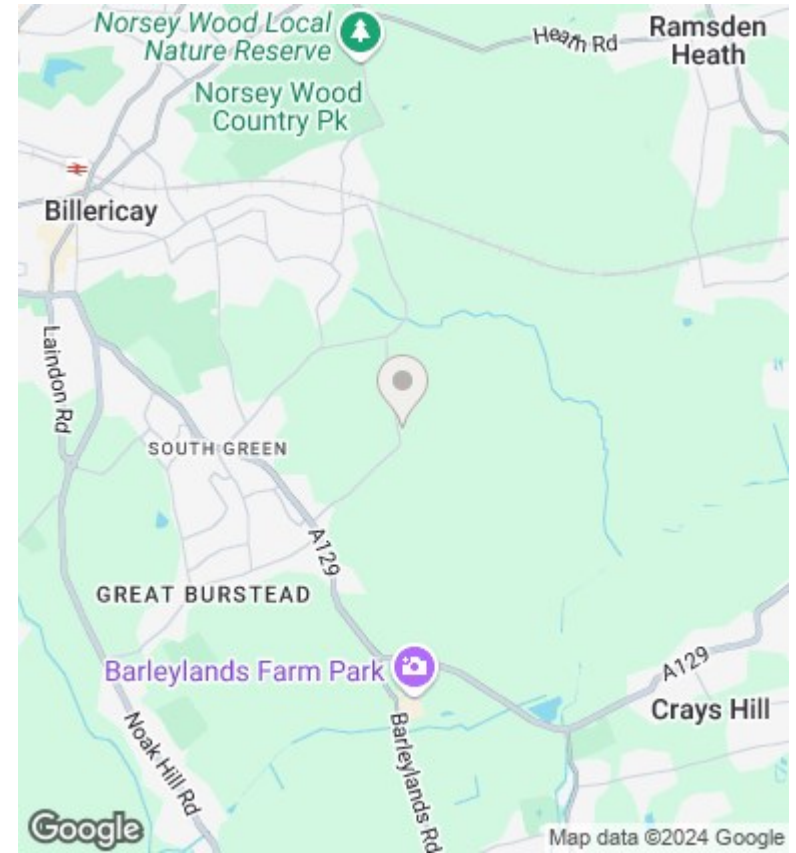 Norsey Wood Local
Nature Reserve
Hearn Rd
Ramsden
Heath
Norsey Wood
Country Pk
Billericay
Laindon Rd
SOUTH GREEN
A129
GREAT BURSTEAD
Barleylands Farm Park
A129
Crays Hill
Noak Hill Rd
Barleylands Rd
Google
Map data ©2024 Google